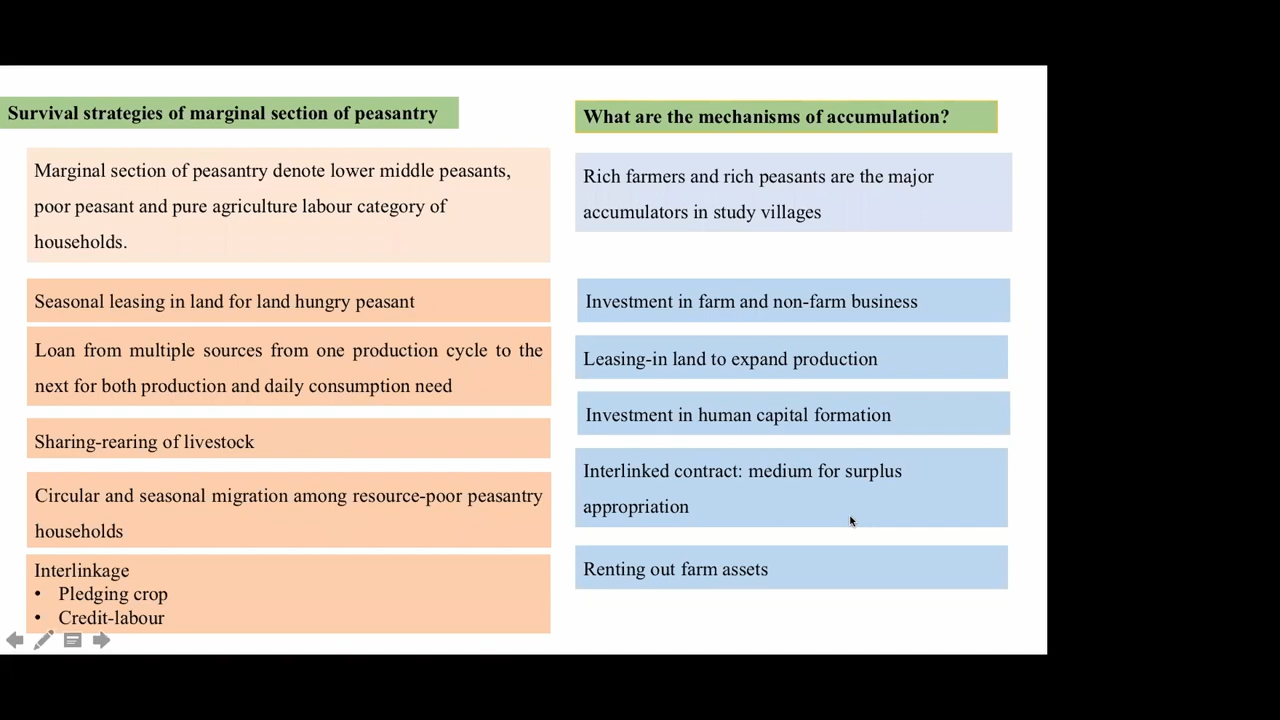 Survival strategies of marginal section of peasantry
Marginal section of peasantry denote lower middle peasants,
poor peasant and pure agriculture labour category of
households.
Seasonal leasing in land for land hungry peasant
Loan from multiple sources from one production cycle to the
next for both production and daily consumption need
Sharing-rearing of livestock
Circular and seasonal migration among resource-poor peasantry
households
Interlinkage
• Pledging crop
• Credit-labour
What are the mechanisms of accumulation?
Rich farmers and rich peasants are the major
accumulators in study villages
Investment in farm and non-farm business
Leasing-in land to expand production
Investment in human capital formation
Interlinked contract: medium for surplus
appropriation
Renting out farm assets